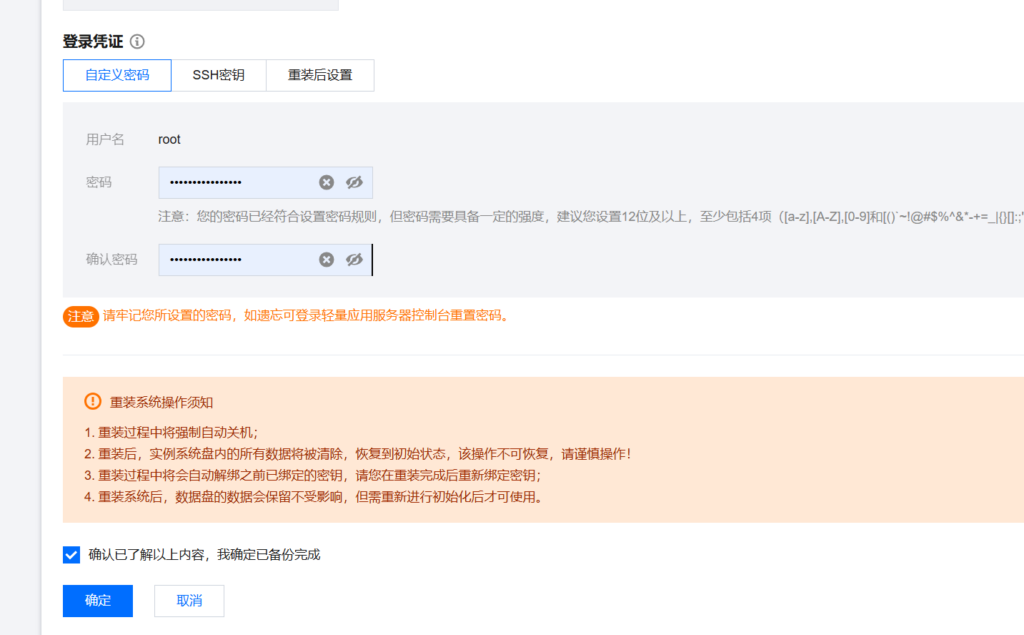 登录凭证
自定义密码 SSH密钥 重装后设置
用户名 root
密码 ••••••••••••••••
注意：您的密码已经符合设置密码规则，但密码需要具备一定的强度，建议您设置12位及以上，至少包括4项（[a-z],[A-Z],[0-9]和[()`~!@#$%^&*-+=_|{}[]:;'
确认密码 ••••••••••••••••
注意 请牢记您所设置的密码，如遗忘可登录轻量应用服务器控制台重置密码。
重装系统操作须知
1. 重装过程中将强制自动关机；
2. 重装后，实例系统盘内的所有数据将被清除，恢复到初始状态，该操作不可恢复，请谨慎操作！
3. 重装过程中将会自动解绑之前已绑定的密钥，请您在重装完成后重新绑定密钥；
4. 重装系统后，数据盘的数据会保留不受影响，但需重新进行初始化后才可使用。
确认已了解以上内容，我确定已备份完成
确定 取消